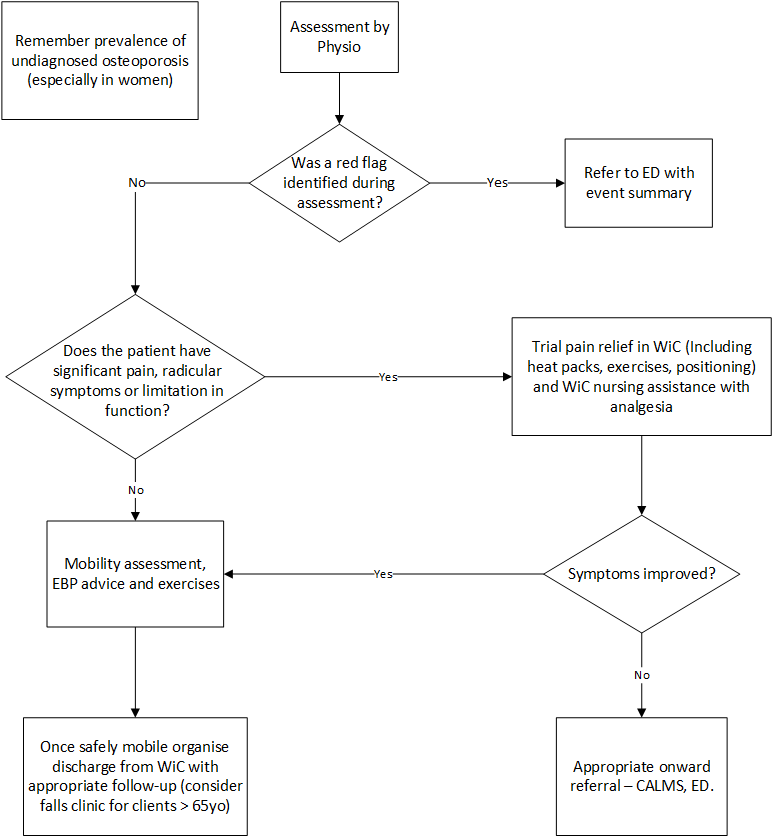 Remember prevalence of
undiagnosed osteoporosis
(especially in women)
Assessment by
Physio
Was a red flag
identified during
assessment?
No
Yes
Refer to ED with
event summary
Does the patient have
significant pain, radicular
symptoms or limitation in
function?
Yes
Trial pain relief in WiC (Including
heat packs, exercises, positioning)
and WiC nursing assistance with
analgesia
No
Mobility assessment,
EBP advice and exercises
Yes
Symptoms improved?
No
Once safely mobile organise
discharge from WiC with
appropriate follow-up (consider
falls clinic for clients > 65yo)
Appropriate onward
referral – CALMS, ED.